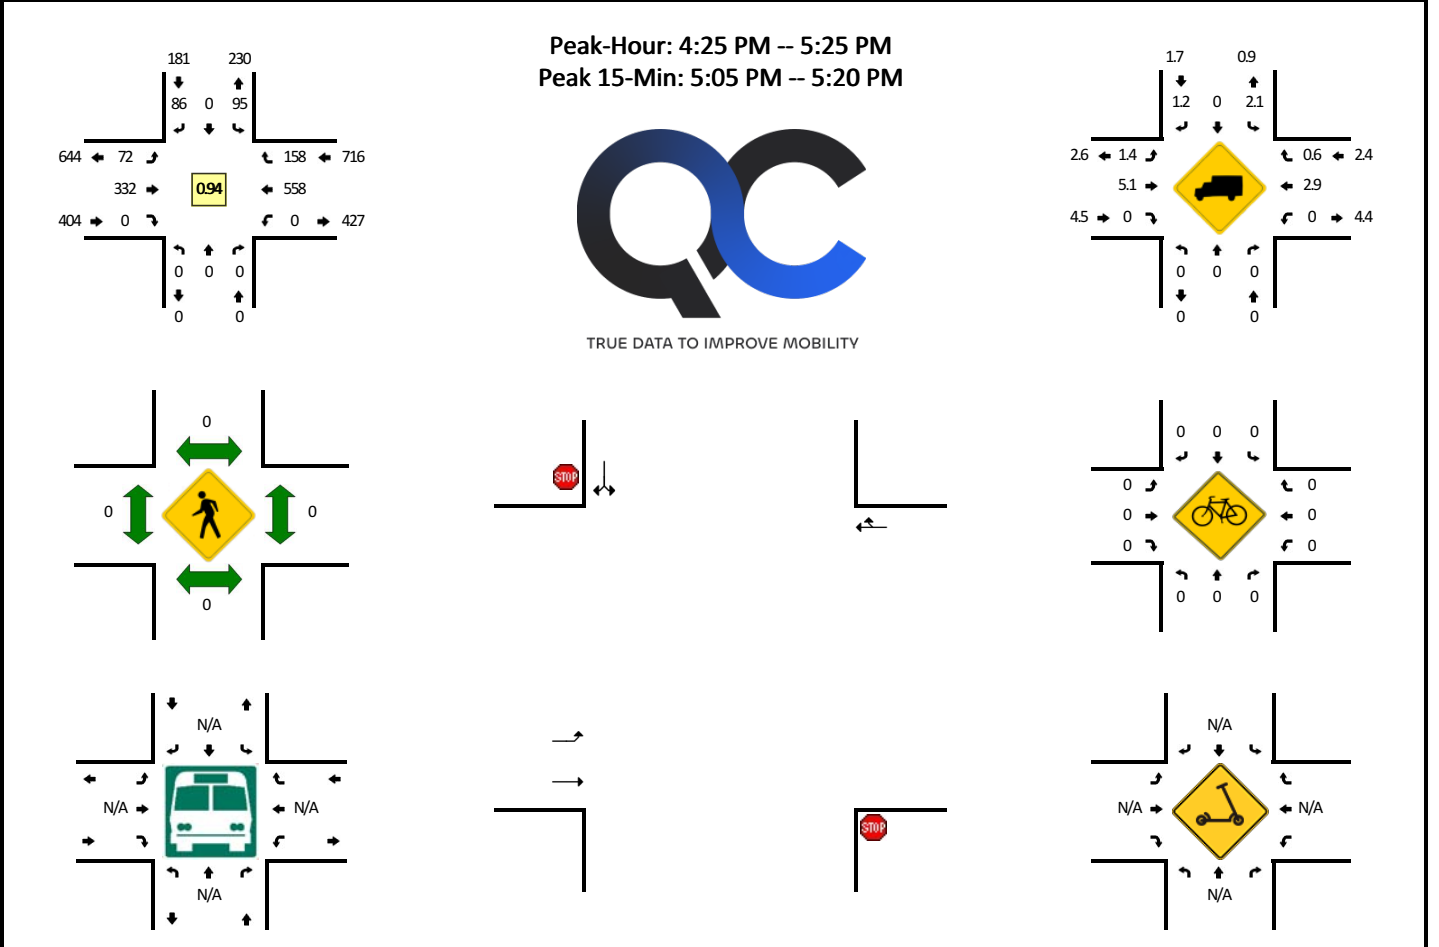 Peak-Hour: 4:25 PM -- 5:25 PM
Peak 15-Min: 5:05 PM -- 5:20 PM
181 230
86 0 95
644 72 158 716
332 0.94 558
404 0 0 427
0 0 0
0 0
TRUE DATA TO IMPROVE MOBILITY
1.7 0.9
1.2 0 2.1
2.6 1.4 0.6 2.4
5.1 2.9
4.5 0 0 4.4
0 0 0
0 0
0
0 0
0
STOP
STOP
0 0 0
0 0
0 0
0 0
0 0 0
N/A
N/A N/A
N/A
N/A
N/A N/A
N/A